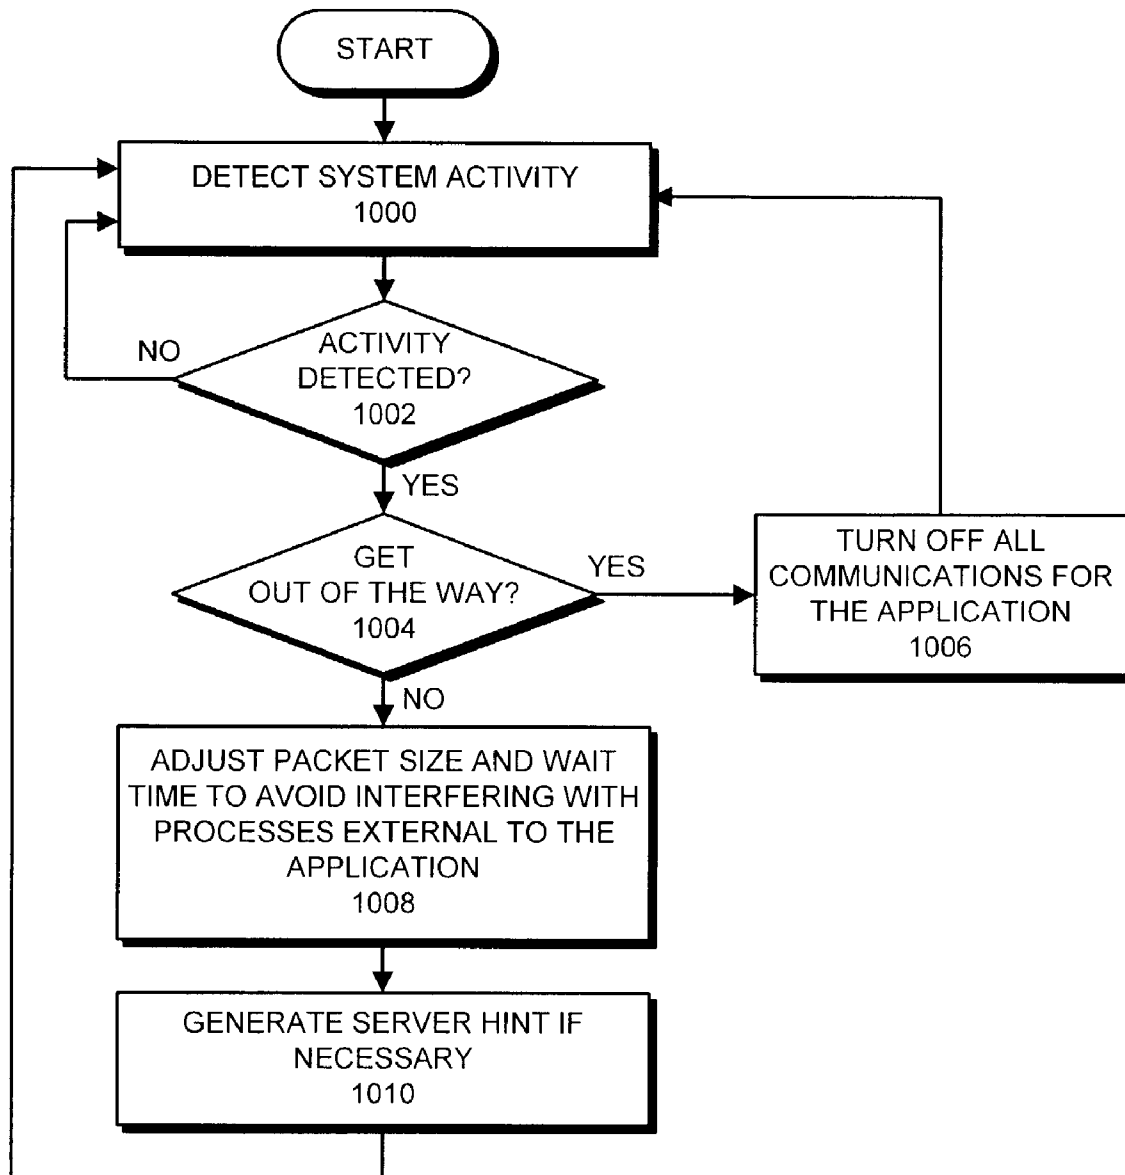 START
DETECT SYSTEM ACTIVITY
1000
NO
ACTIVITY
DETECTED?
1002
YES
GET
OUT OF THE WAY?
1004
YES
TURN OFF ALL
COMMUNICATIONS FOR
THE APPLICATION
1006
NO
ADJUST PACKET SIZE AND WAIT
TIME TO AVOID INTERFERING WITH
PROCESSES EXTERNAL TO THE
APPLICATION
1008
GENERATE SERVER HINT IF
NECESSARY
1010